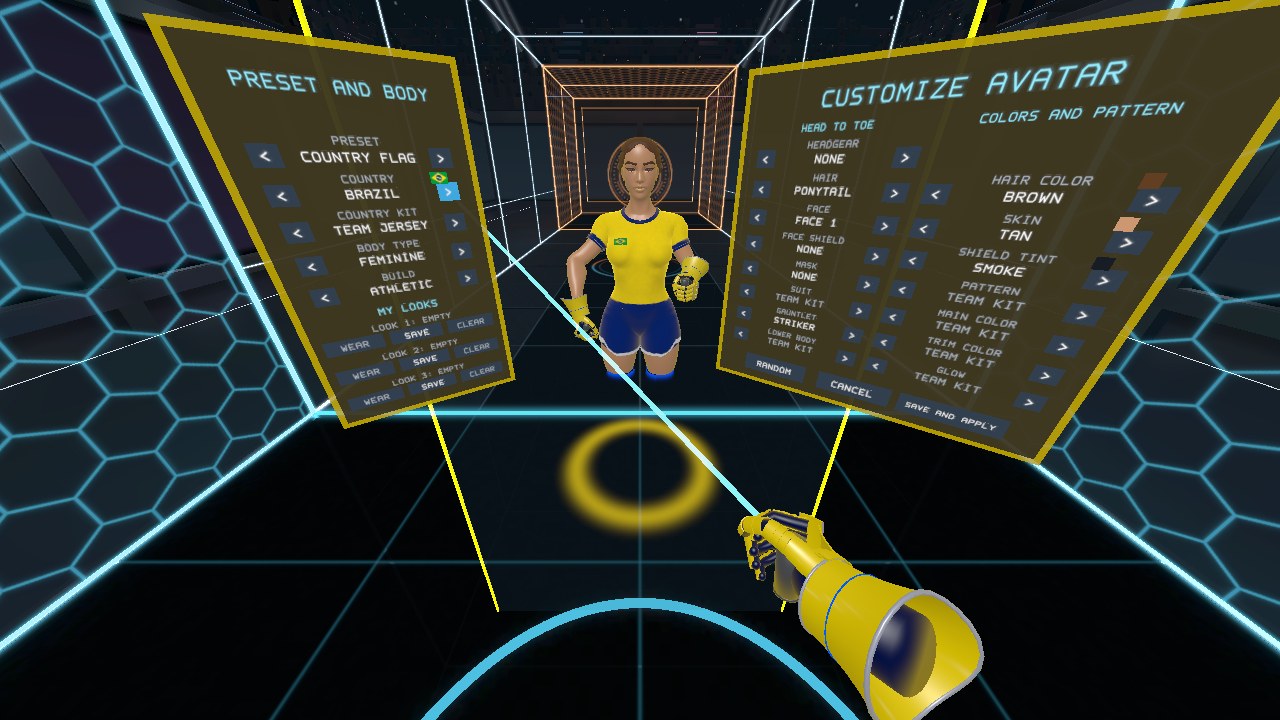 PRESET AND BODY
PRESET
< COUNTRY FLAG >
COUNTRY
< BRAZIL >
COUNTRY KIT
< TEAM JERSEY >
BODY TYPE
< FEMININE >
BUILD
< ATHLETIC >
MY LOOKS
LOOK 1: EMPTY
WEAR SAVE CLEAR
LOOK 2: EMPTY
WEAR SAVE CLEAR
LOOK 3: EMPTY
WEAR SAVE CLEAR
CUSTOMIZE AVATAR
HEAD TO TOE
HEADGEAR
< NONE >
HAIR
< PONYTAIL >
FACE
< FACE 1 >
FACE SHIELD
< NONE >
MASK
< NONE >
SUIT
< TEAM KIT >
GAUNTLET
< STRIKER >
LOWER BODY
< TEAM KIT >
COLORS AND PATTERN
HAIR COLOR
< BROWN >
SKIN
< TAN >
SHIELD TINT
< SMOKE >
PATTERN
< TEAM KIT >
MAIN COLOR
< TEAM KIT >
TRIM COLOR
< TEAM KIT >
GLOW
< TEAM KIT >
RANDOM CANCEL SAVE AND APPLY